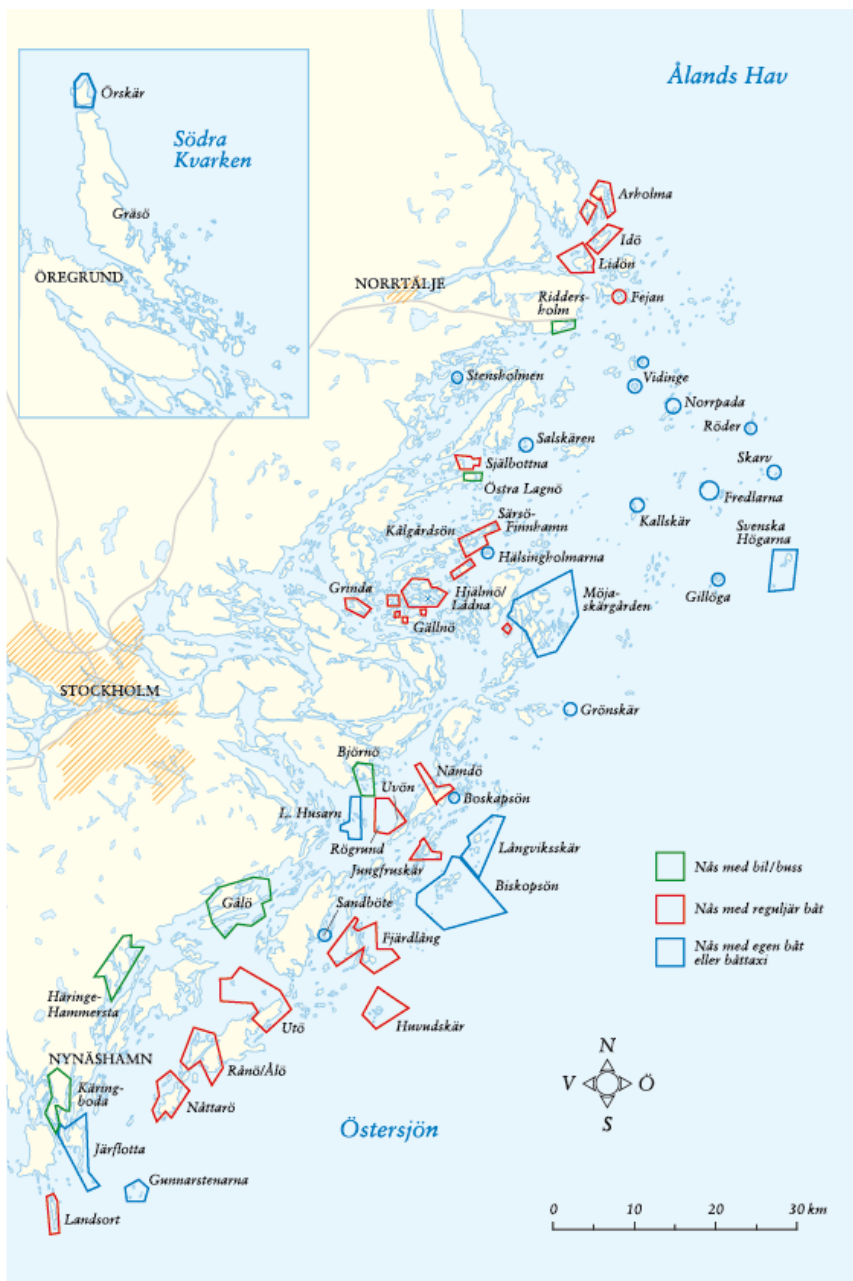 Ålands Hav
Örskär
Södra
Kvarken
Gräsö
ÖREGRUND
Arholma
Idö
Lidön
NORRTÄLJE
Ridders-
holm
Fejan
Stensholmen
Vidinge
Norrpada
Röder
Salskären
Själbottna
Skarv
Östra Lagnö
Fredlarna
Särsö-
Finnhamn
Kallskär
Kålgårdsön
Svenska
Högarna
Hälsingholmarna
Grinda
Hjälmö/
Lådna
Möja-
skärgården
Gillöga
Gällnö
STOCKHOLM
Grönskär
Björnö
Nämdö
Uvön
Boskapsön
L. Husarn
Rögrund
Långviksskär
Jungfruskär
Biskopsön
Nås med bil/buss
Gålö
Sandböte
Nås med reguljär båt
Fjärdlång
Nås med egen båt
eller båttaxi
Häringe-
Hammersta
Utö
Huvudskär
N
NYNÄSHAMN
Rånö/Ålö
V
Ö
Käring-
boda
Nåttarö
S
Östersjön
Järflotta
Gunnarstenarna
Landsort
0
10
20
30 km